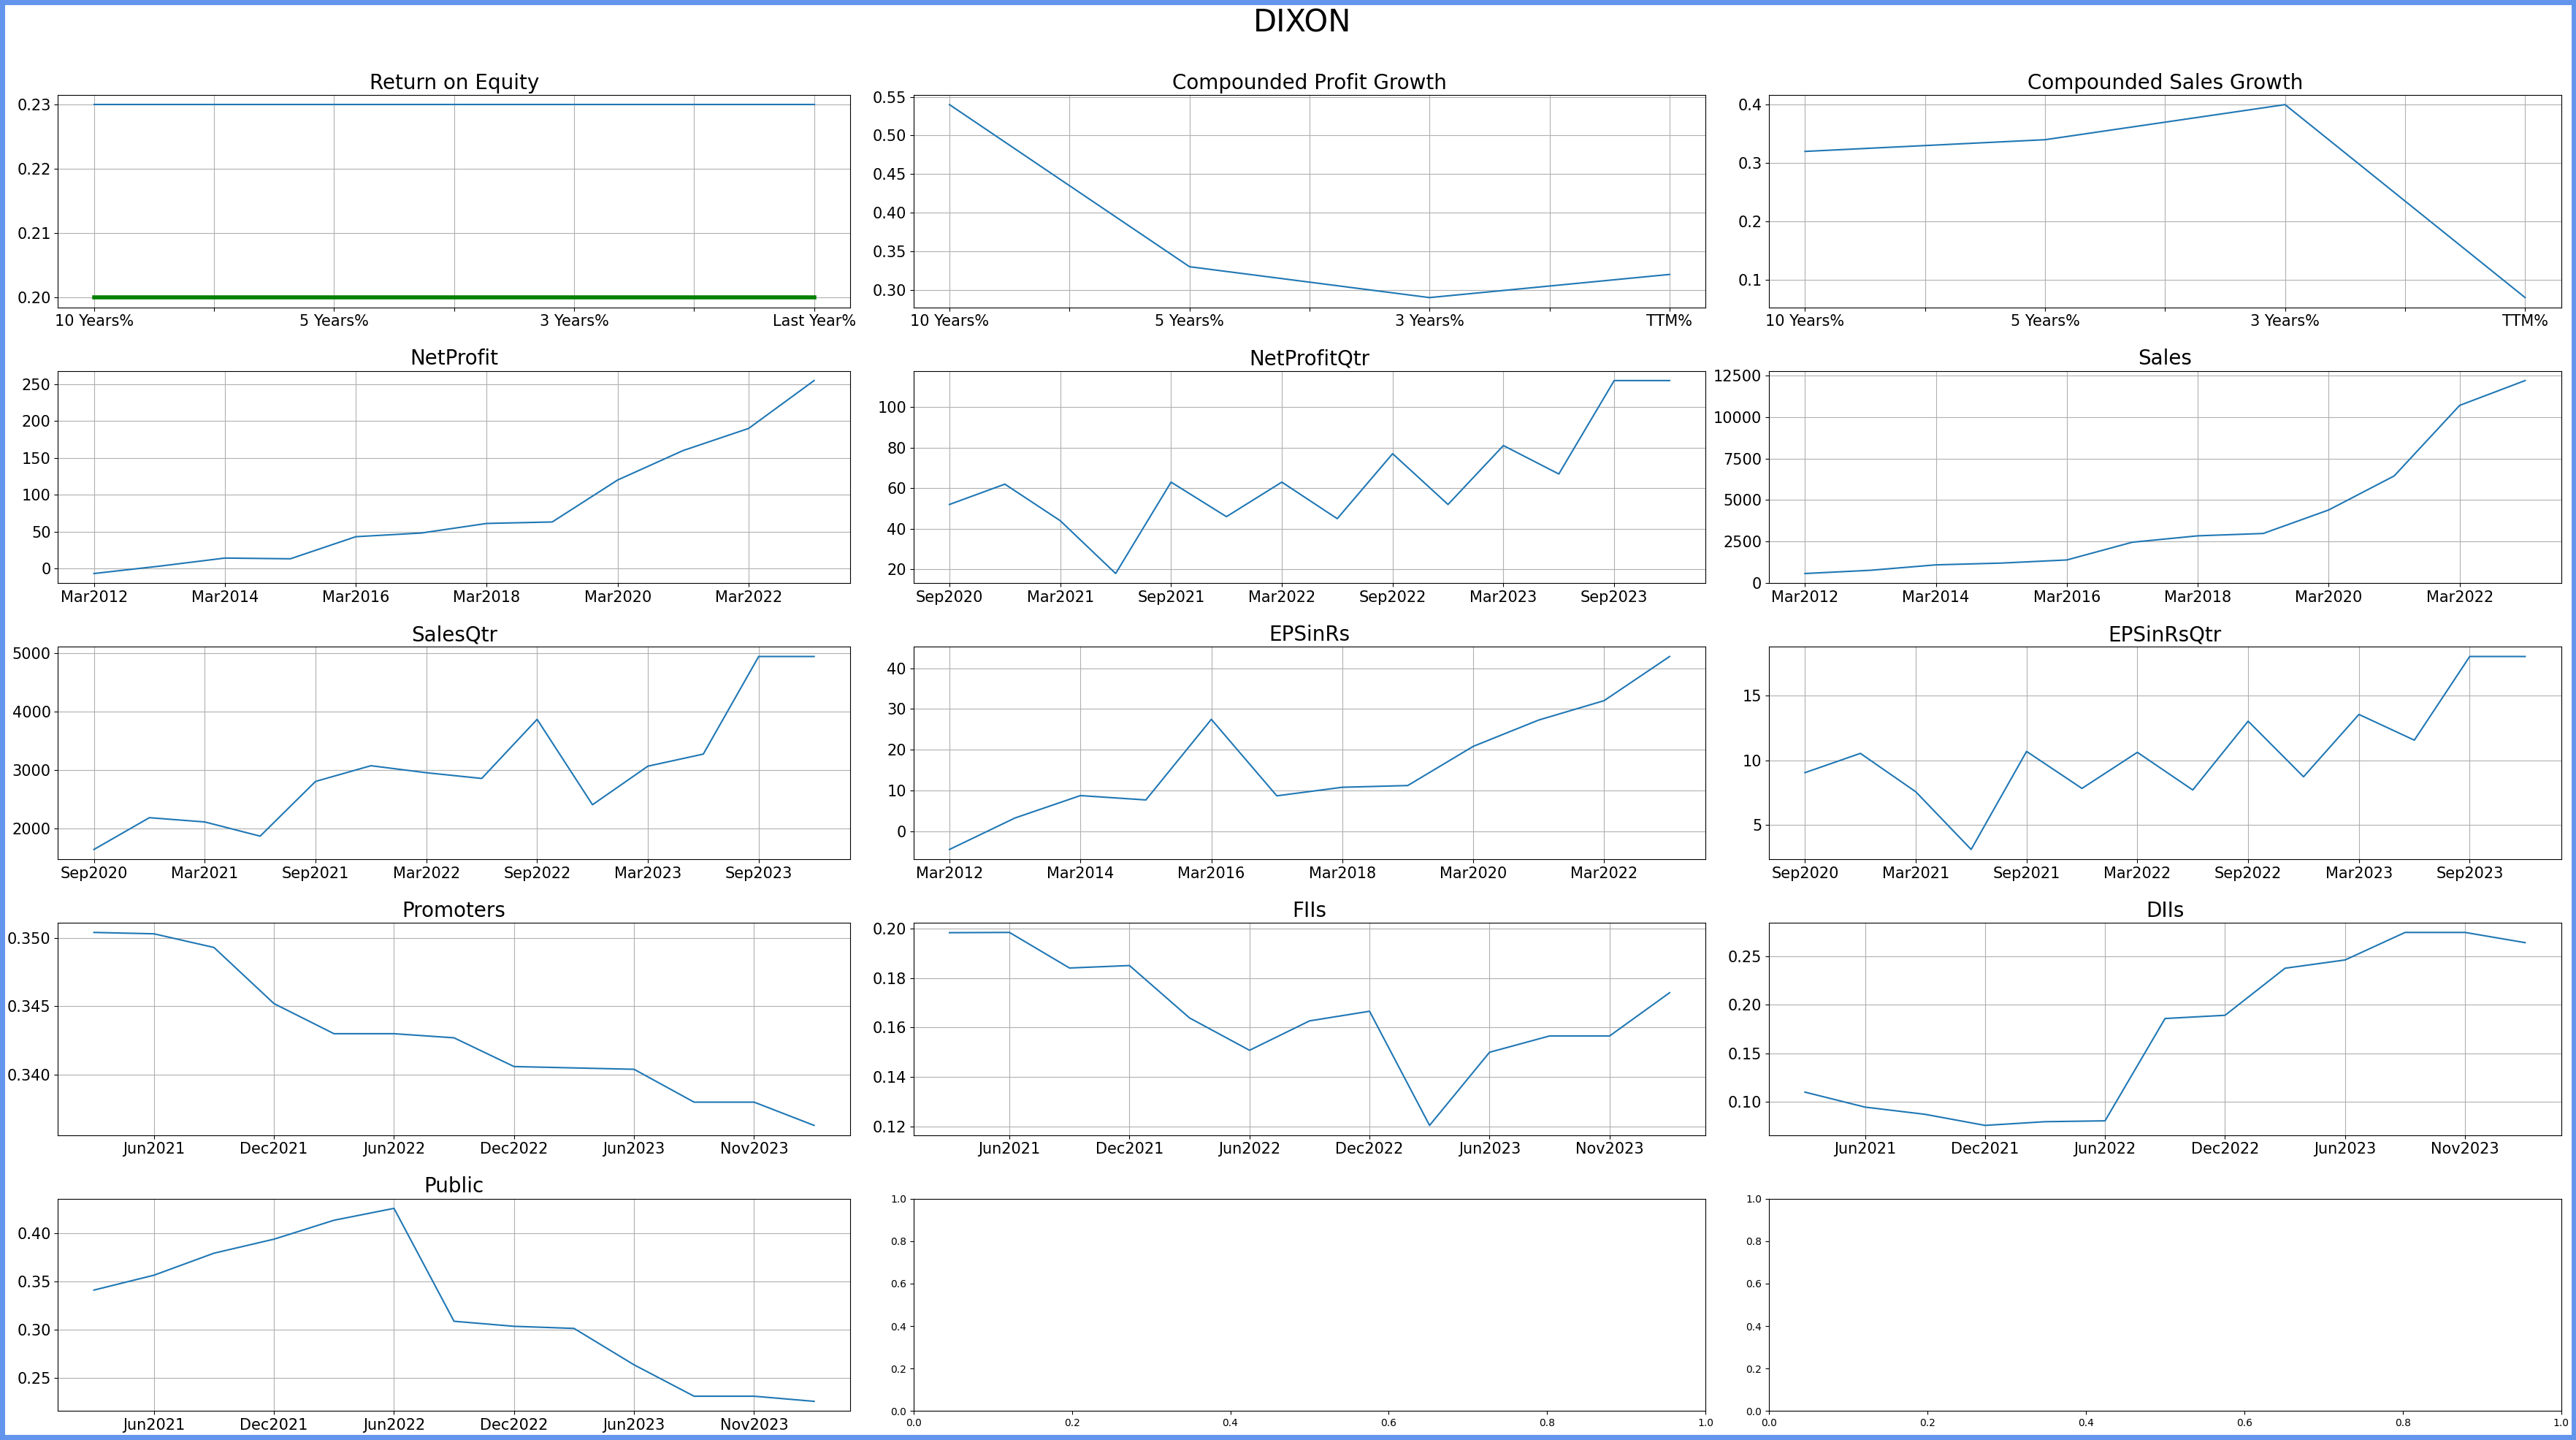 DIXON
Return on Equity
0.23
0.22
0.21
0.20
10 Years% 5 Years% 3 Years% Last Year%
Compounded Profit Growth
0.55
0.50
0.45
0.40
0.35
0.30
10 Years% 5 Years% 3 Years% TTM%
Compounded Sales Growth
0.4
0.3
0.2
0.1
10 Years% 5 Years% 3 Years% TTM%
NetProfit
250
200
150
100
50
0
Mar2012 Mar2014 Mar2016 Mar2018 Mar2020 Mar2022
NetProfitQtr
100
80
60
40
20
Sep2020 Mar2021 Sep2021 Mar2022 Sep2022 Mar2023 Sep2023
Sales
12500
10000
7500
5000
2500
0
Mar2012 Mar2014 Mar2016 Mar2018 Mar2020 Mar2022
SalesQtr
5000
4000
3000
2000
Sep2020 Mar2021 Sep2021 Mar2022 Sep2022 Mar2023 Sep2023
EPSinRs
40
30
20
10
0
Mar2012 Mar2014 Mar2016 Mar2018 Mar2020 Mar2022
EPSinRsQtr
15
10
5
Sep2020 Mar2021 Sep2021 Mar2022 Sep2022 Mar2023 Sep2023
Promoters
0.350
0.345
0.340
Jun2021 Dec2021 Jun2022 Dec2022 Jun2023 Nov2023
FIIs
0.20
0.18
0.16
0.14
0.12
Jun2021 Dec2021 Jun2022 Dec2022 Jun2023 Nov2023
DIIs
0.25
0.20
0.15
0.10
Jun2021 Dec2021 Jun2022 Dec2022 Jun2023 Nov2023
Public
0.40
0.35
0.30
0.25
Jun2021 Dec2021 Jun2022 Dec2022 Jun2023 Nov2023
1.0
0.8
0.6
0.4
0.2
0.0
0.0 0.2 0.4 0.6 0.8 1.0
1.0
0.8
0.6
0.4
0.2
0.0
0.0 0.2 0.4 0.6 0.8 1.0